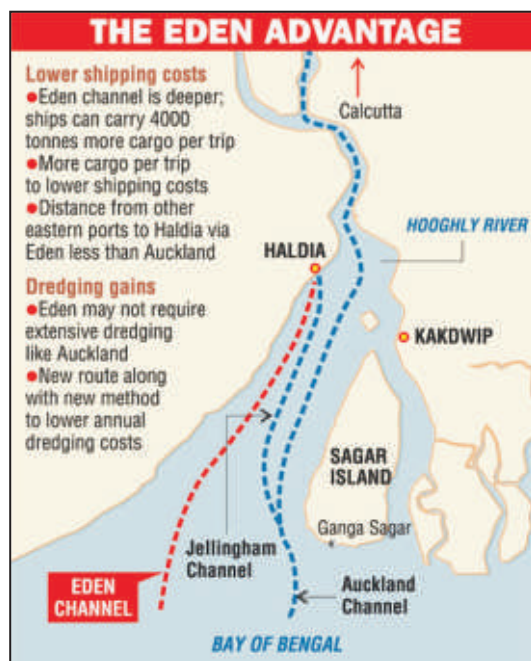 THE EDEN ADVANTAGE
Lower shipping costs
●Eden channel is deeper;
ships can carry 4000
tonnes more cargo per trip
●More cargo per trip
to lower shipping costs
●Distance from other
eastern ports to Haldia via
Eden less than Auckland
Dredging gains
●Eden may not require
extensive dredging
like Auckland
●New route along
with new method
to lower annual
dredging costs
Calcutta
HOOGHLY RIVER
HALDIA
KAKDWIP
SAGAR
ISLAND
Ganga Sagar
Jellingham
Channel
EDEN
CHANNEL
Auckland
Channel
BAY OF BENGAL